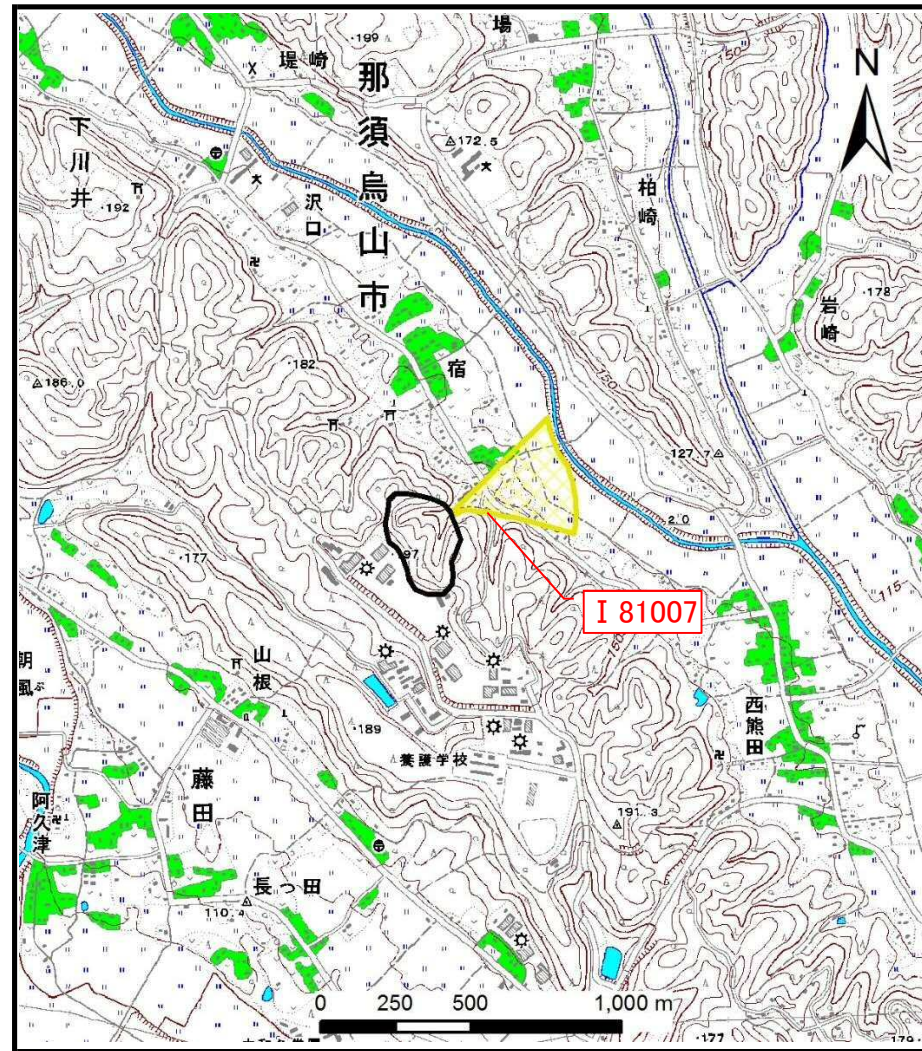 那須烏山市
N
堤崎
・199
場
150
下川井
・192
沢口
172.5
柏崎
岩崎
・178
・182
186.0
宿
120
127.7
2.0
・177
I 81007
150
115
山根
・189
養護学校
西熊田
藤田
阿久津
191.3
長っ田
110.4
0 250 500 1,000 m
・177